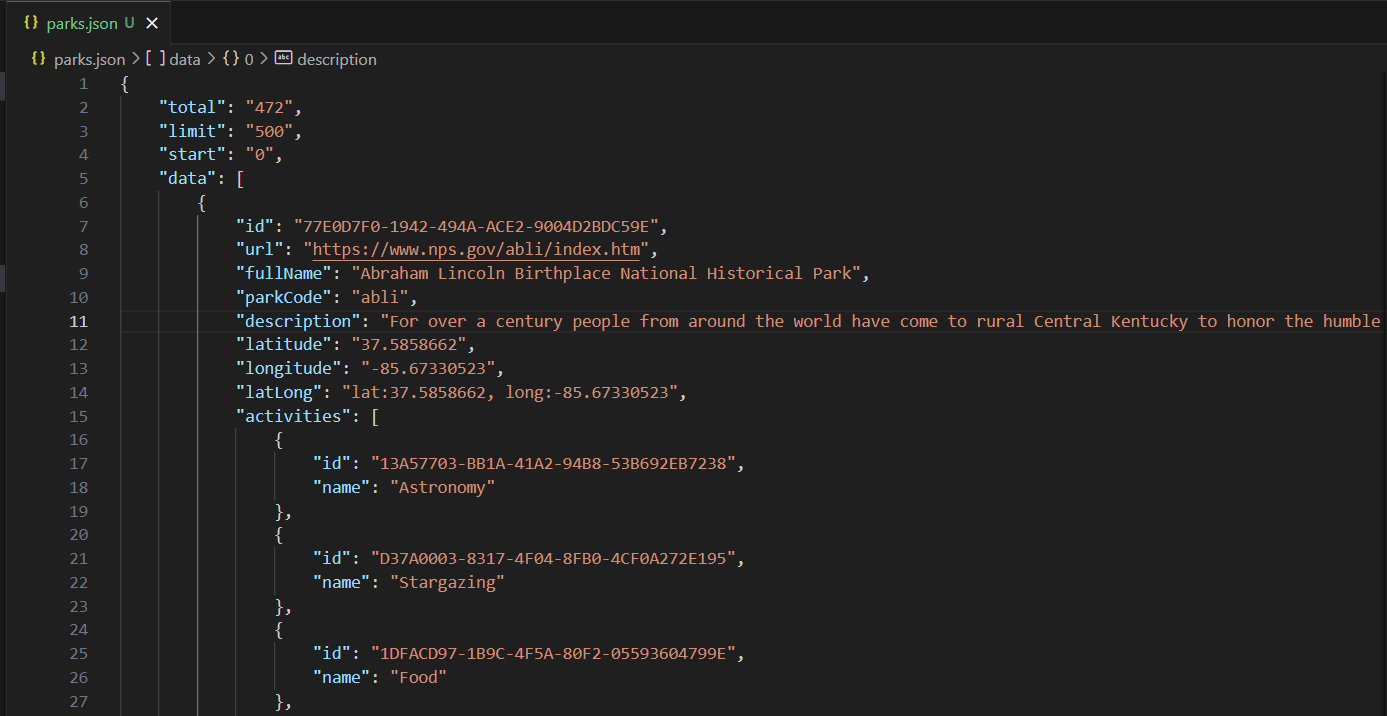 {} parks.json U ×
{} parks.json > [ ] data > {} 0 > abc description
1 {
2 "total": "472",
3 "limit": "500",
4 "start": "0",
5 "data": [
6 {
7 "id": "77E0D7F0-1942-494A-ACE2-9004D2BDC59E",
8 "url": "https://www.nps.gov/abli/index.htm",
9 "fullName": "Abraham Lincoln Birthplace National Historical Park",
10 "parkCode": "abli",
11 "description": "For over a century people from around the world have come to rural Central Kentucky to honor the humble
12 "latitude": "37.5858662",
13 "longitude": "-85.67330523",
14 "latLong": "lat:37.5858662, long:-85.67330523",
15 "activities": [
16 {
17 "id": "13A57703-BB1A-41A2-94B8-53B692EB7238",
18 "name": "Astronomy"
19 },
20 {
21 "id": "D37A0003-8317-4F04-8FB0-4CF0A272E195",
22 "name": "Stargazing"
23 },
24 {
25 "id": "1DFACD97-1B9C-4F5A-80F2-05593604799E",
26 "name": "Food"
27 },